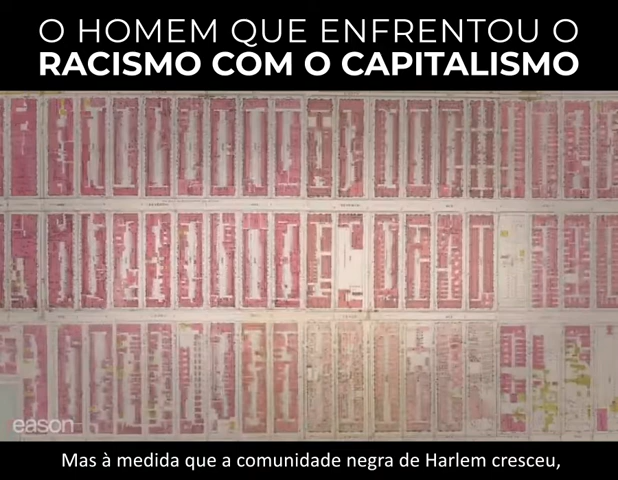 O HOMEM QUE ENFRENTOU O
RACISMO COM O CAPITALISMO
eason
Mas à medida que a comunidade negra de Harlem cresceu,